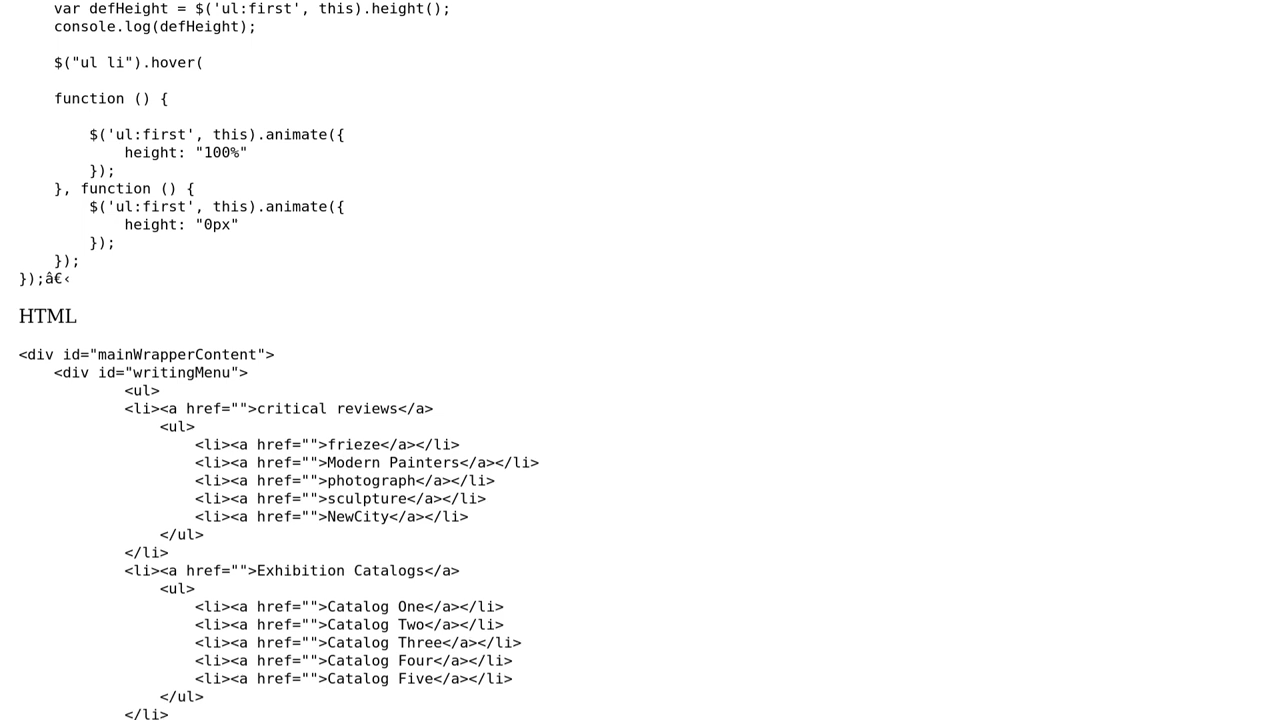 var defHeight = $('ul:first', this).height();
    console.log(defHeight);

    $("ul li").hover(

    function () {

        $('ul:first', this).animate({
            height: "100%"
        });
    }, function () {
        $('ul:first', this).animate({
            height: "0px"
        });
    });
});â€‹
HTML
<div id="mainWrapperContent">
    <div id="writingMenu">
            <ul>
            <li><a href="">critical reviews</a>
                <ul>
                    <li><a href="">frieze</a></li>
                    <li><a href="">Modern Painters</a></li>
                    <li><a href="">photograph</a></li>
                    <li><a href="">sculpture</a></li>
                    <li><a href="">NewCity</a></li>
                </ul>
            </li>
            <li><a href="">Exhibition Catalogs</a>
                <ul>
                    <li><a href="">Catalog One</a></li>
                    <li><a href="">Catalog Two</a></li>
                    <li><a href="">Catalog Three</a></li>
                    <li><a href="">Catalog Four</a></li>
                    <li><a href="">Catalog Five</a></li>
                </ul>
            </li>